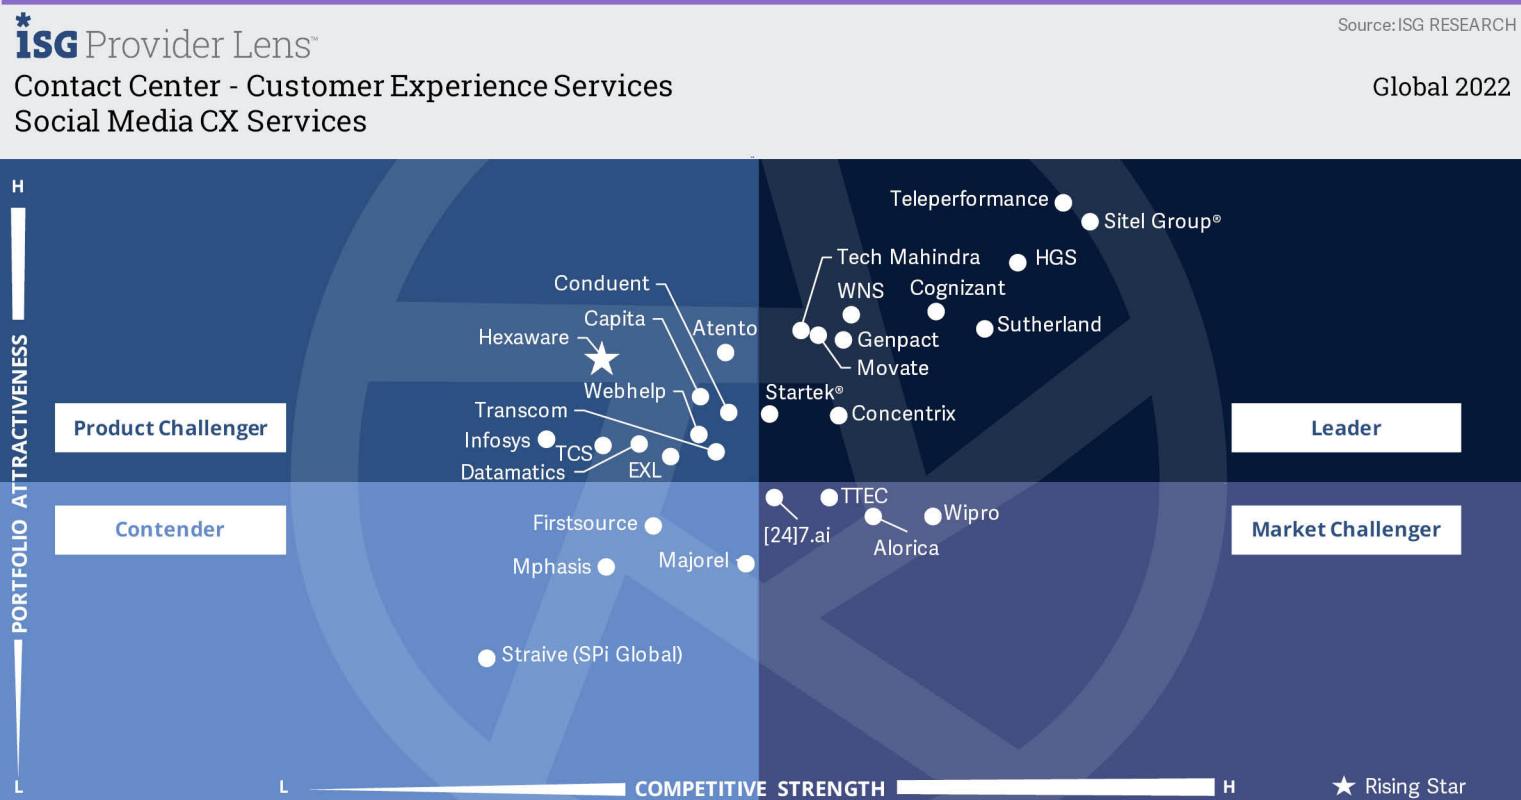 ISG Provider Lens™
Source: ISG RESEARCH
Contact Center - Customer Experience Services
Global 2022
Social Media CX Services
H
Teleperformance
Sitel Group®
Tech Mahindra
HGS
Conduent
WNS
Cognizant
Capita
Atento
Sutherland
Hexaware
Genpact
Movate
Webhelp
Startek®
Transcom
Concentrix
Product Challenger
Leader
Infosys
TCS
Datamatics
EXL
PORTFOLIO ATTRACTIVENESS
TTEC
Wipro
Contender
Firstsource
[24]7.ai
Market Challenger
Alorica
Mphasis
Majorel
Straive (SPi Global)
L
L
COMPETITIVE STRENGTH
H
Rising Star